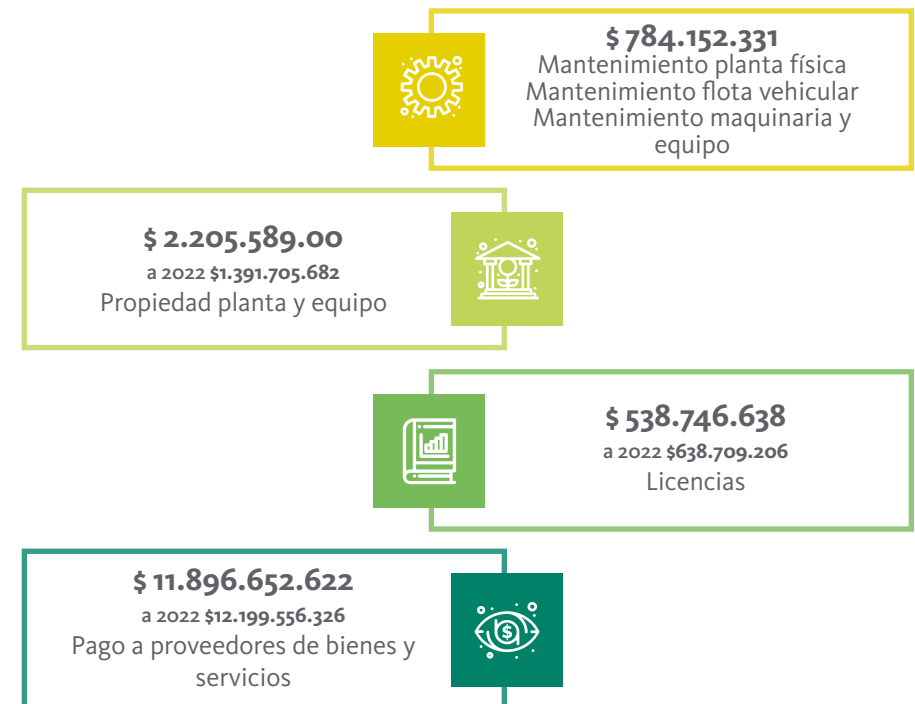 $ 784.152.331
Mantenimiento planta física
Mantenimiento flota vehicular
Mantenimiento maquinaria y
equipo
$ 2.205.589.00
a 2022 $1.391.705.682
Propiedad planta y equipo
$ 538.746.638
a 2022 $638.709.206
Licencias
$ 11.896.652.622
a 2022 $12.199.556.326
Pago a proveedores de bienes y
servicios